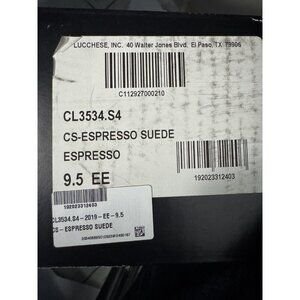 LUCCHESE, INC. 40 Walter Jones Blvd. El Paso, TX 79906
C112927000210
CL3534.S4
CS-ESPRESSO SUEDE
ESPRESSO
9.5 EE
192023312403
192023312403
CL3534.S4-2019-EE-9.5
CS - ESPRESSO SUEDE